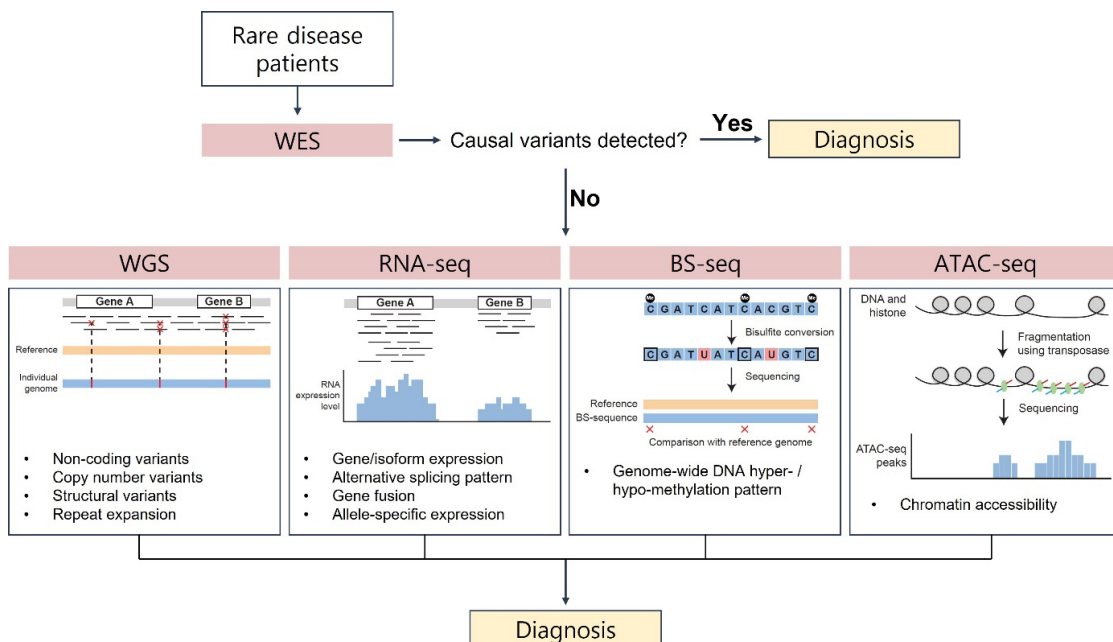 Rare disease
patients
WES
Causal variants detected?
Yes
Diagnosis
No
WGS
Gene A
Gene B
Reference
Individual
genome
• Non-coding variants
• Copy number variants
• Structural variants
• Repeat expansion
RNA-seq
Gene A
Gene B
RNA
expression
level
• Gene/isoform expression
• Alternative splicing pattern
• Gene fusion
• Allele-specific expression
BS-seq
Me
Me
Me
C G A T C A T C A C G T C
Bisulfite conversion
C G A T U A T C A U G T C
Sequencing
Reference
BS-sequence
Comparison with reference genome
• Genome-wide DNA hyper- /
hypo-methylation pattern
ATAC-seq
DNA and
histone
Fragmentation
using transposase
Sequencing
ATAC-seq
peaks
• Chromatin accessibility
Diagnosis